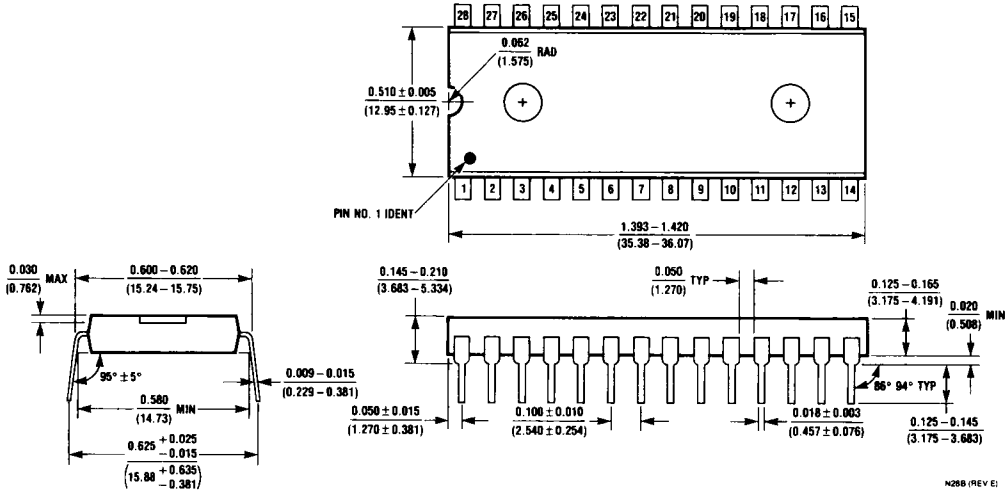 28 27 26 25 24 23 22 21 20 19 18 17 16 15
0.062
(1.575)
RAD
0.510 ± 0.005
(12.95 ± 0.127)
1 2 3 4 5 6 7 8 9 10 11 12 13 14
PIN NO. 1 IDENT
1.393 – 1.420
(35.38 – 36.07)
0.030
(0.762)
MAX
0.600 – 0.620
(15.24 – 15.75)
0.145 – 0.210
(3.683 – 5.334)
0.050
(1.270)
TYP
0.125 – 0.165
(3.175 – 4.191)
0.020
(0.508)
MIN
95° ± 5°
0.580
(14.73)
MIN
0.009 – 0.015
(0.229 – 0.381)
0.625 + 0.025
– 0.015
(15.88 + 0.635
– 0.381)
0.050 ± 0.015
(1.270 ± 0.381)
0.100 ± 0.010
(2.540 ± 0.254)
0.018 ± 0.003
(0.457 ± 0.076)
86° 94° TYP
0.125 – 0.145
(3.175 – 3.683)
N28B (REV E)